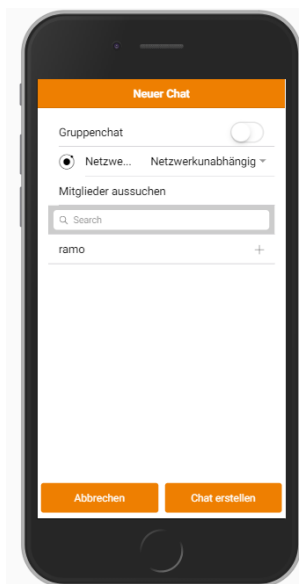 Neuer Chat
Gruppenchat
Netzwe... Netzwerkunabhängig
Mitglieder aussuchen
Search
ramo
Abbrechen Chat erstellen